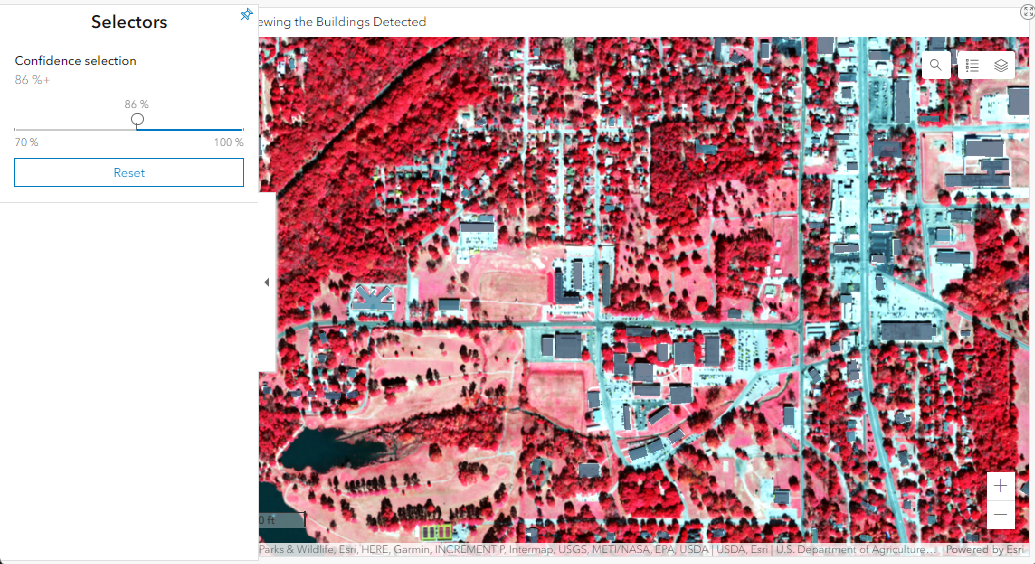 Selectors
ewing the Buildings Detected
Confidence selection
86 %+
86 %
70 %
100 %
Reset
0 ft
Parks & Wildlife, Esri, HERE, Garmin, INCREMENT P, Intermap, USGS, METI/NASA, EPA, USDA | USDA, Esri | U.S. Department of Agriculture... Powered by Esri